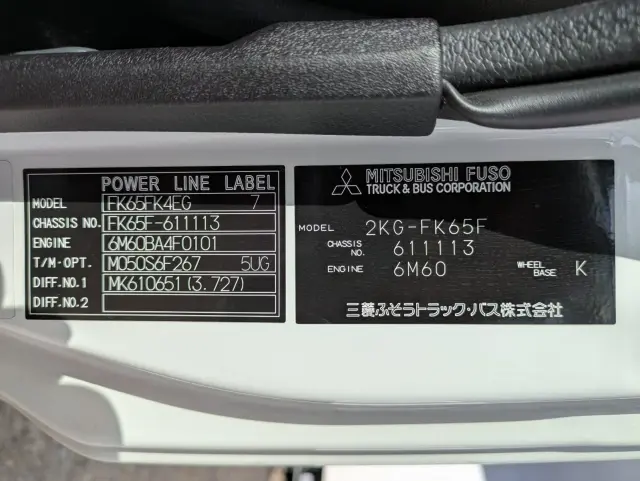 POWER LINE LABEL
MODEL FK65FK4EG 7
CHASSIS NO. FK65F-611113
ENGINE 6M60BA4F0101
T/M-OPT. M050S6F267 5UG
DIFF.NO.1 MK610651(3.727)
DIFF.NO.2
MITSUBISHI FUSO
TRUCK & BUS CORPORATION
MODEL 2KG-FK65F
CHASSIS NO. 611113
ENGINE 6M60 WHEEL BASE K
三菱ふそうトラック・バス株式会社